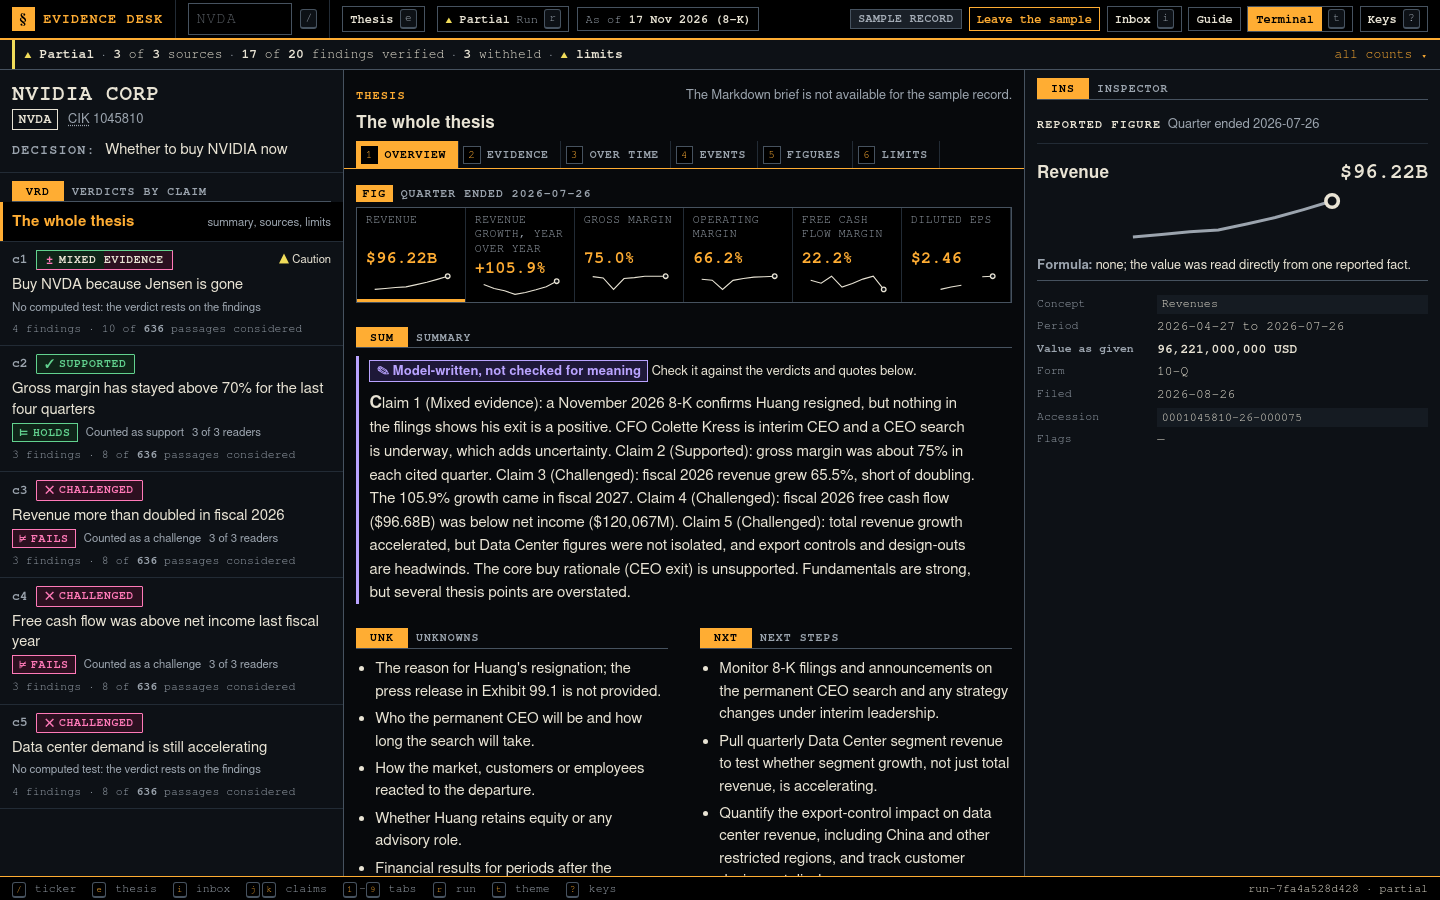 § EVIDENCE DESK NVDA / Thesis e ▲ Partial Run r As of 17 Nov 2026 (8-K) SAMPLE RECORD Leave the sample Inbox i Guide Terminal t Keys ?
▲ Partial · 3 of 3 sources · 17 of 20 findings verified · 3 withheld · ▲ limits all counts ▾
NVIDIA CORP
NVDA CIK 1045810
DECISION: Whether to buy NVIDIA now
VRD VERDICTS BY CLAIM
The whole thesis summary, sources, limits
c1 ± MIXED EVIDENCE ▲ Caution
Buy NVDA because Jensen is gone
No computed test: the verdict rests on the findings
4 findings · 10 of 636 passages considered
c2 ✓ SUPPORTED
Gross margin has stayed above 70% for the last
four quarters
⊨ HOLDS Counted as support 3 of 3 readers
3 findings · 8 of 636 passages considered
c3 ✕ CHALLENGED
Revenue more than doubled in fiscal 2026
⊭ FAILS Counted as a challenge 3 of 3 readers
3 findings · 8 of 636 passages considered
c4 ✕ CHALLENGED
Free cash flow was above net income last fiscal
year
⊭ FAILS Counted as a challenge 3 of 3 readers
3 findings · 8 of 636 passages considered
c5 ✕ CHALLENGED
Data center demand is still accelerating
No computed test: the verdict rests on the findings
4 findings · 8 of 636 passages considered
THESIS The Markdown brief is not available for the sample record.
The whole thesis
1 OVERVIEW 2 EVIDENCE 3 OVER TIME 4 EVENTS 5 FIGURES 6 LIMITS
FIG QUARTER ENDED 2026-07-26
REVENUE
$96.22B
REVENUE
GROWTH, YEAR
OVER YEAR
+105.9%
GROSS MARGIN
75.0%
OPERATING
MARGIN
66.2%
FREE CASH
FLOW MARGIN
22.2%
DILUTED EPS
$2.46
SUM SUMMARY
✎ Model-written, not checked for meaning Check it against the verdicts and quotes below.
Claim 1 (Mixed evidence): a November 2026 8-K confirms Huang resigned, but nothing in
the filings shows his exit is a positive. CFO Colette Kress is interim CEO and a CEO search
is underway, which adds uncertainty. Claim 2 (Supported): gross margin was about 75% in
each cited quarter. Claim 3 (Challenged): fiscal 2026 revenue grew 65.5%, short of doubling.
The 105.9% growth came in fiscal 2027. Claim 4 (Challenged): fiscal 2026 free cash flow
($96.68B) was below net income ($120,067M). Claim 5 (Challenged): total revenue growth
accelerated, but Data Center figures were not isolated, and export controls and design-outs
are headwinds. The core buy rationale (CEO exit) is unsupported. Fundamentals are strong,
but several thesis points are overstated.
UNK UNKNOWNS
• The reason for Huang's resignation; the
press release in Exhibit 99.1 is not provided.
• Who the permanent CEO will be and how
long the search will take.
• How the market, customers or employees
reacted to the departure.
• Whether Huang retains equity or any
advisory role.
• Financial results for periods after the
NXT NEXT STEPS
• Monitor 8-K filings and announcements on
the permanent CEO search and any strategy
changes under interim leadership.
• Pull quarterly Data Center segment revenue
to test whether segment growth, not just total
revenue, is accelerating.
• Quantify the export-control impact on data
center revenue, including China and other
restricted regions, and track customer
INS INSPECTOR
REPORTED FIGURE Quarter ended 2026-07-26
Revenue $96.22B
Formula: none; the value was read directly from one reported fact.
Concept Revenues
Period 2026-04-27 to 2026-07-26
Value as given 96,221,000,000 USD
Form 10-Q
Filed 2026-08-26
Accession 0001045810-26-000075
Flags —
/ ticker e thesis i inbox j k claims 1-9 tabs r run t theme ? keys run-7fa4a528d428 · partial